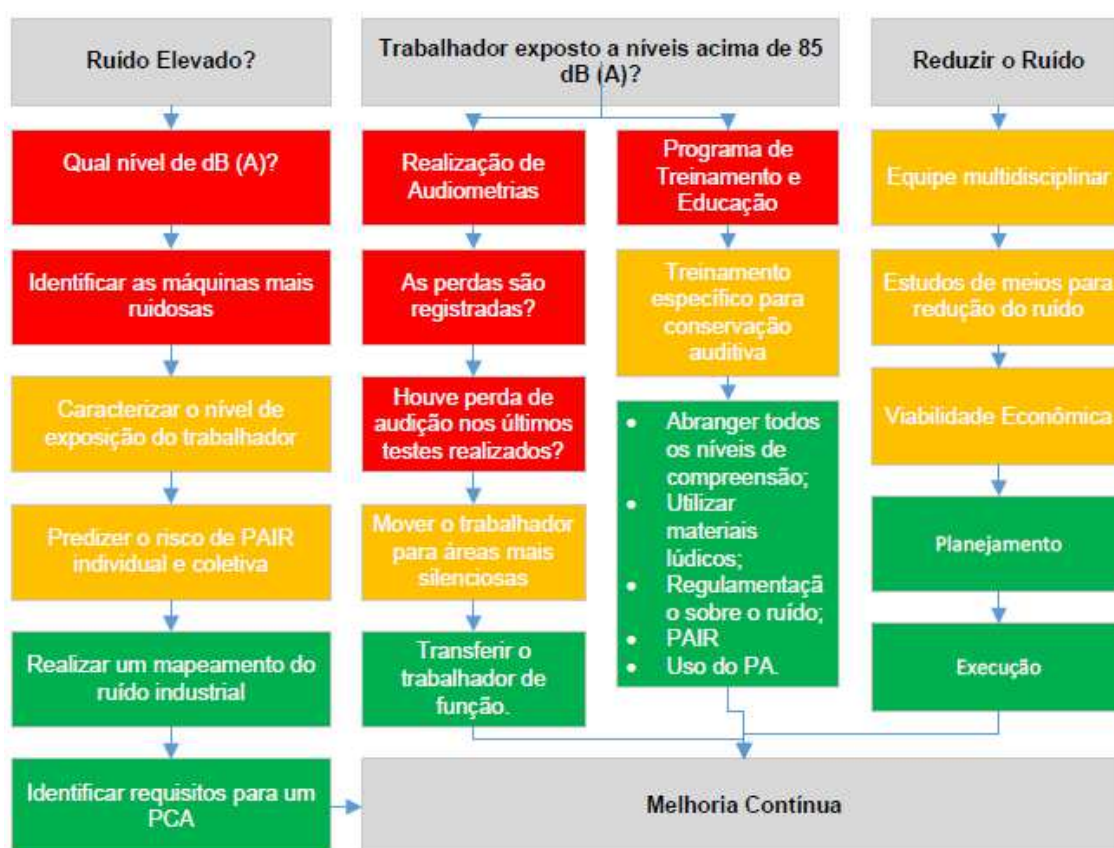 Ruído Elevado?
Qual nível de dB (A)?
Identificar as máquinas mais
ruidosas
Caracterizar o nível de
exposição do trabalhador
Predizer o risco de PAIR
individual e coletiva
Realizar um mapeamento do
ruído industrial
Identificar requisitos para um
PCA
Trabalhador exposto a níveis acima de 85
dB (A)?
Realização de
Audiometrias
As perdas são
registradas?
Houve perda de
audição nos últimos
testes realizados?
Mover o trabalhador
para áreas mais
silenciosas
Transferir o
trabalhador de
função.
Programa de
Treinamento e
Educação
Treinamento
específico para
conservação
auditiva
• Abranger todos
os níveis de
compreensão;
• Utilizar
materiais
lúdicos;
• Regulamentaçã
o sobre o ruído;
• PAIR
• Uso do PA.
Reduzir o Ruído
Equipe multidisciplinar
Estudos de meios para
redução do ruído
Viabilidade Econômica
Planejamento
Execução
Melhoria Contínua